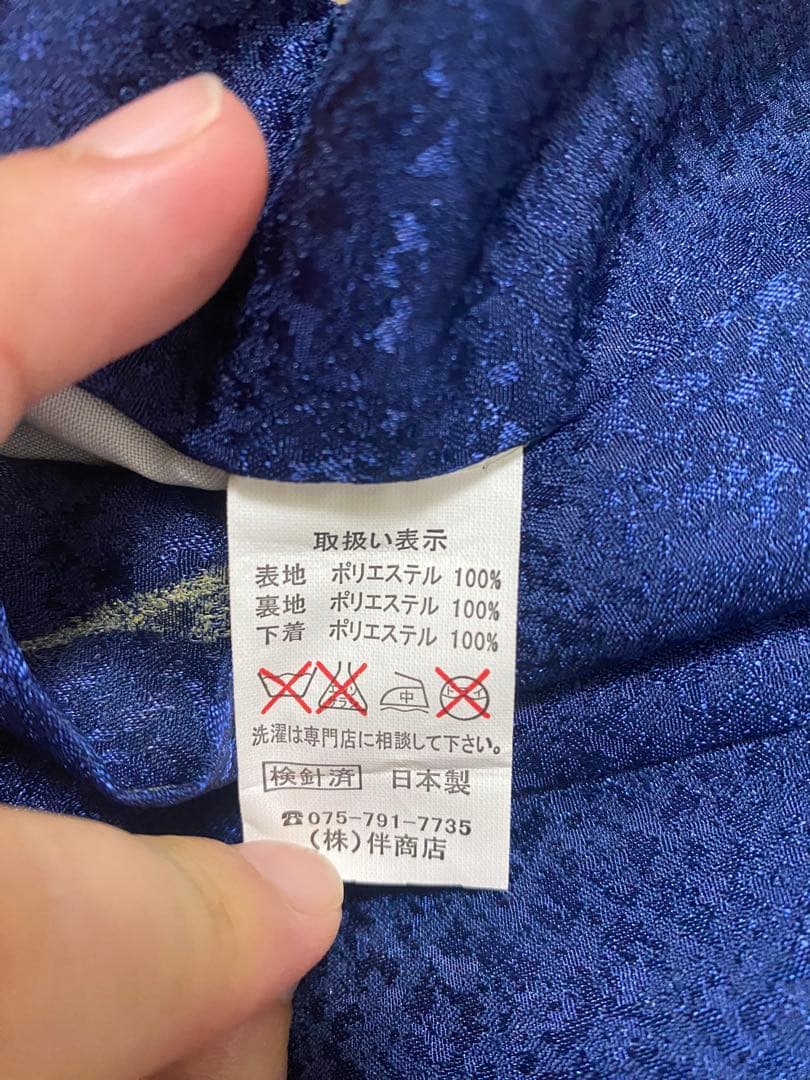 取扱い表示
表地 ポリエステル 100%
裏地 ポリエステル 100%
下着 ポリエステル 100%
中
洗濯は専門店に相談して下さい。
検針済 日本製
☎075-791-7735
(株)伴商店